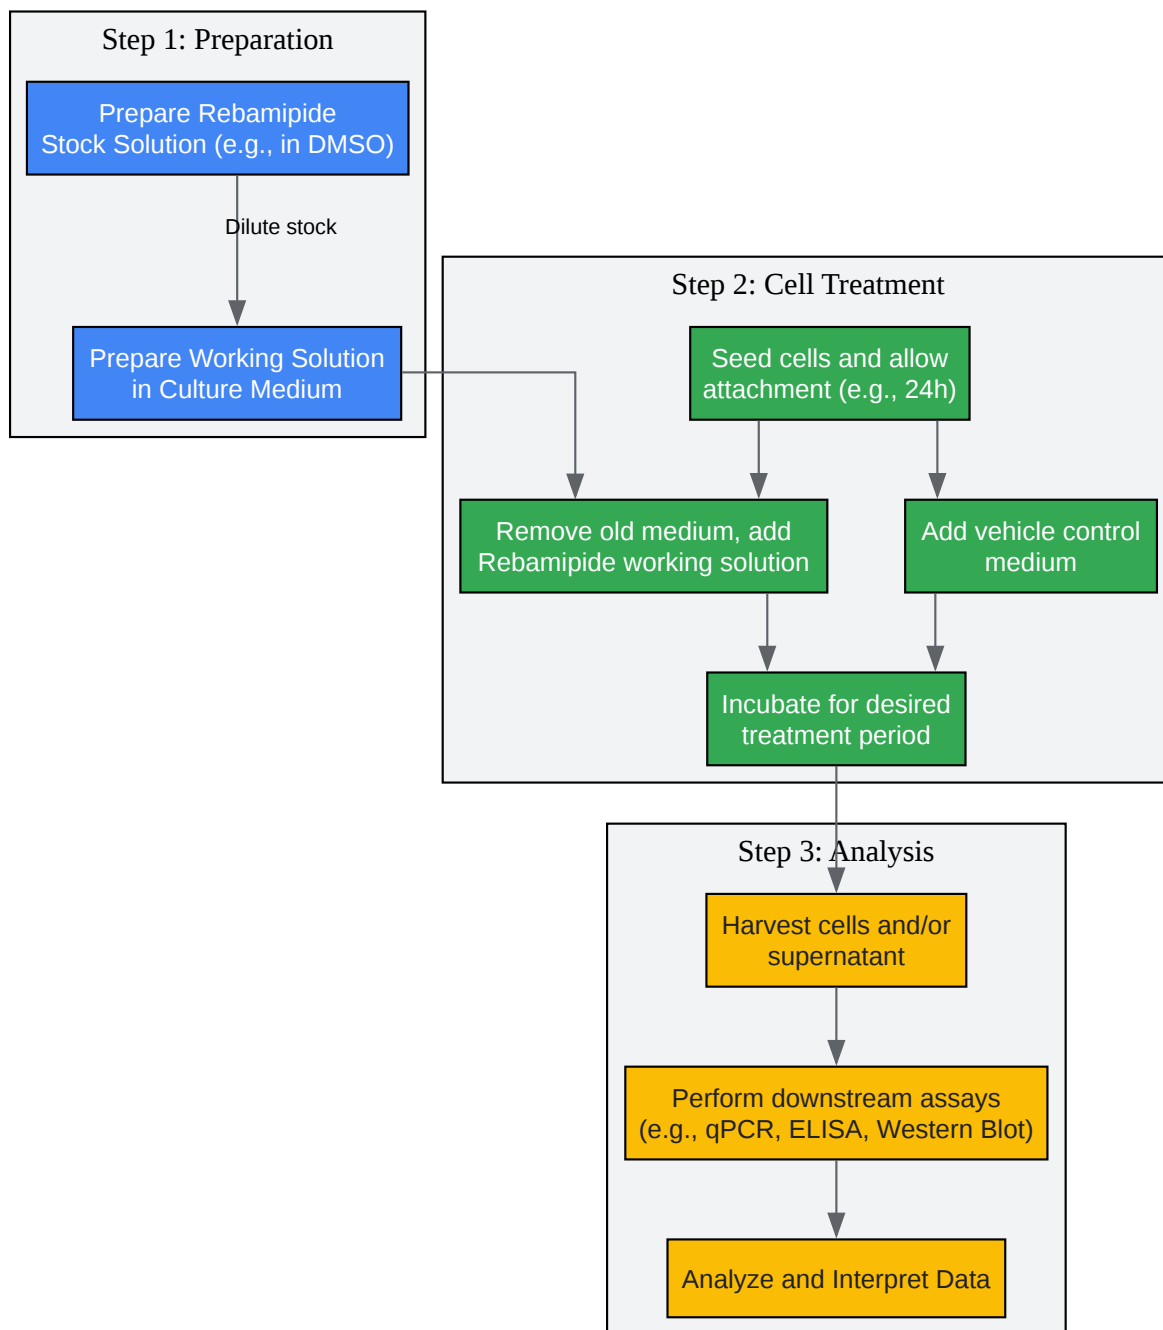 Step 1: Preparation
Prepare Rebamipide
Stock Solution (e.g., in DMSO)
Dilute stock
Prepare Working Solution
in Culture Medium
Step 2: Cell Treatment
Seed cells and allow
attachment (e.g., 24h)
Remove old medium, add
Rebamipide working solution
Add vehicle control
medium
Incubate for desired
treatment period
Step 3: Analysis
Harvest cells and/or
supernatant
Perform downstream assays
(e.g., qPCR, ELISA, Western Blot)
Analyze and Interpret Data